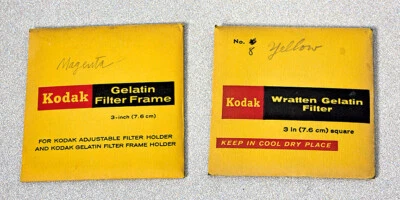 Magenta
Kodak
Gelatin
Filter Frame
3-inch (7.6 cm)
FOR KODAK ADJUSTABLE FILTER HOLDER
AND KODAK GELATIN FILTER FRAME HOLDER
No. 8 Yellow
Kodak
Wratten Gelatin
Filter
3 in (7.6 cm) square
KEEP IN COOL DRY PLACE